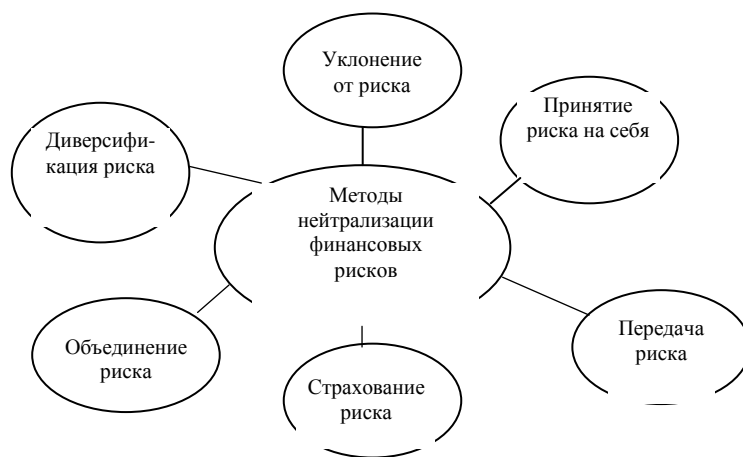 Уклонение
от риска
Принятие
риска на себя
Диверсифи-
кация риска
Методы
нейтрализации
финансовых
рисков
Объединение
риска
Передача
риска
Страхование
риска